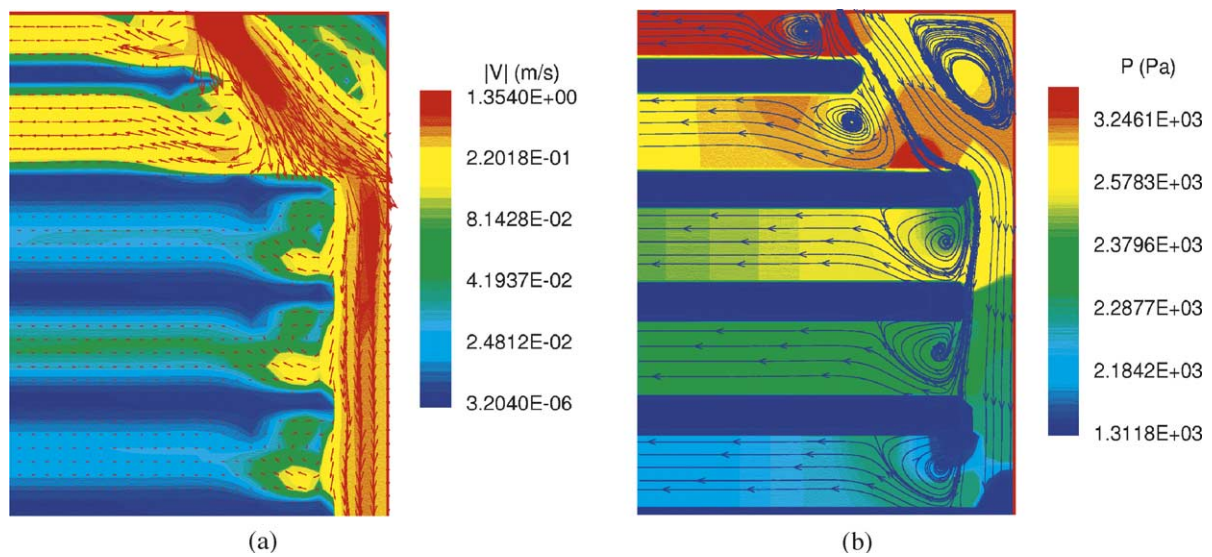 |V| (m/s)
1.3540E+00
2.2018E-01
8.1428E-02
4.1937E-02
2.4812E-02
3.2040E-06
(a)
P (Pa)
3.2461E+03
2.5783E+03
2.3796E+03
2.2877E+03
2.1842E+03
1.3118E+03
(b)